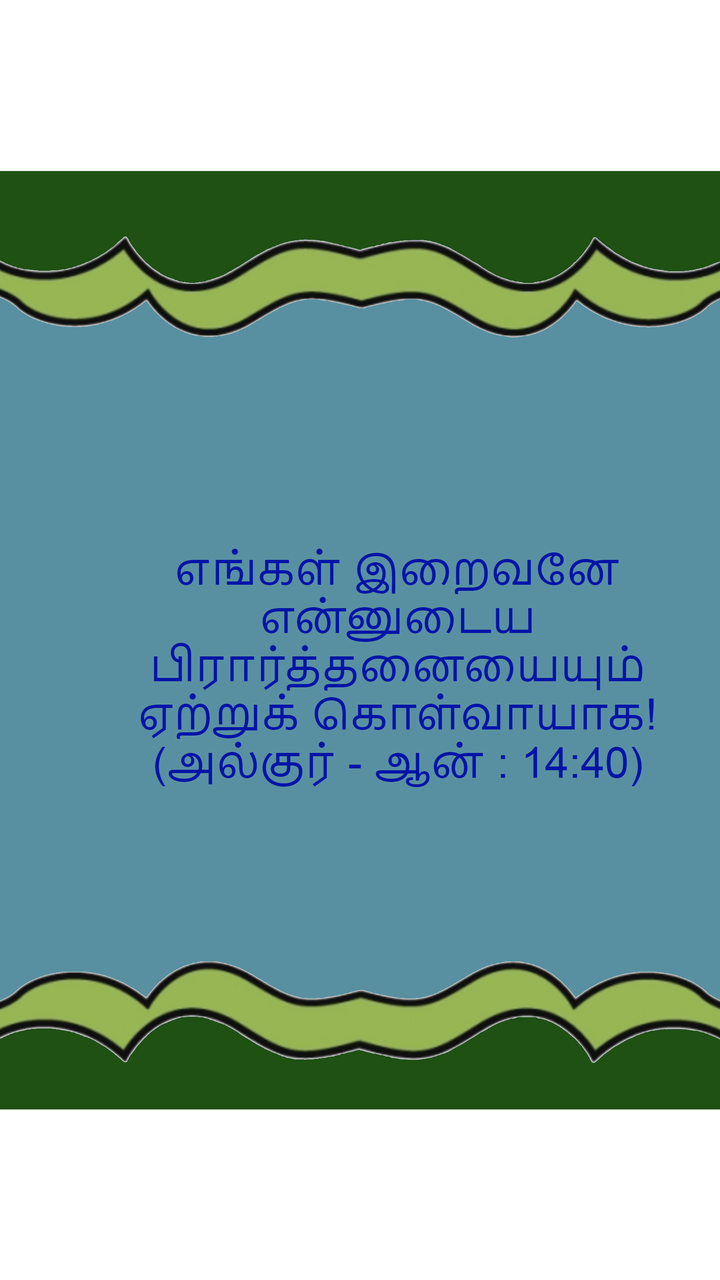 எங்கள் இறைவனே
என்னுடைய
பிரார்த்தனையையும்
ஏற்றுக் கொள்வாயாக!
(அல்குர் - ஆன் : 14:40)